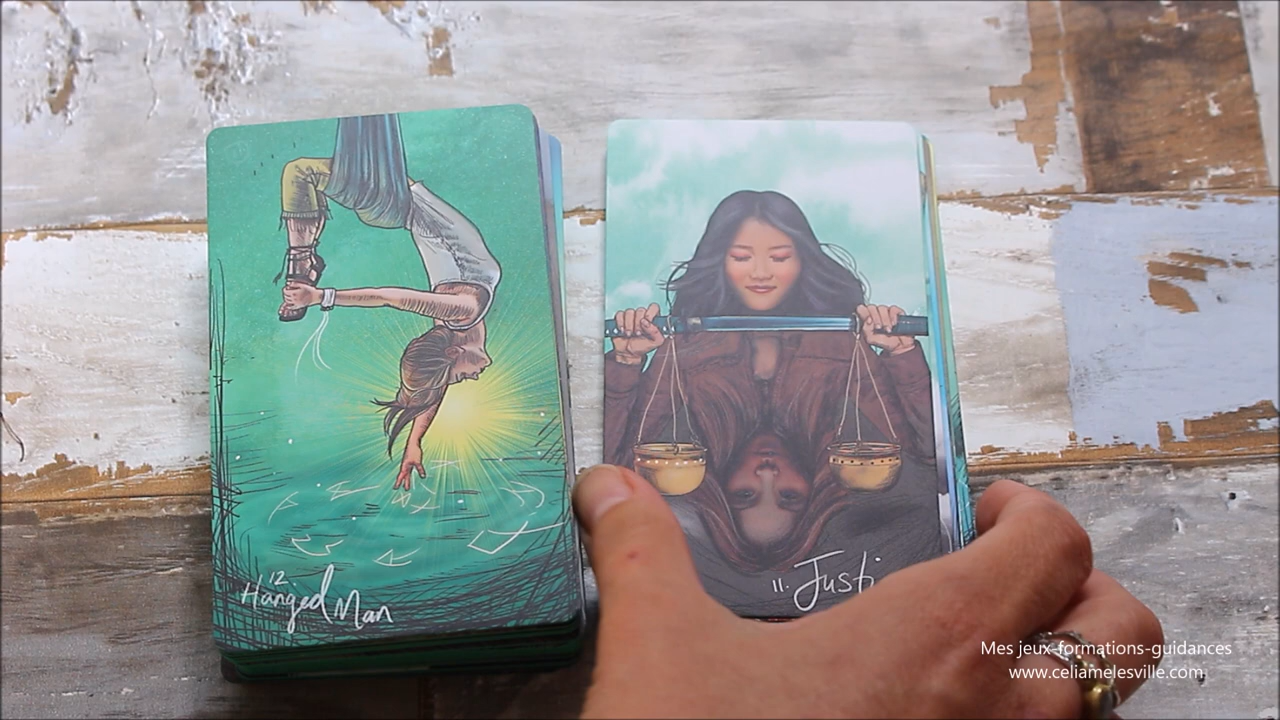 12.
Hanged Man
11. Justi
Mes jeux-formations-guidances
www.celiamelesville.com